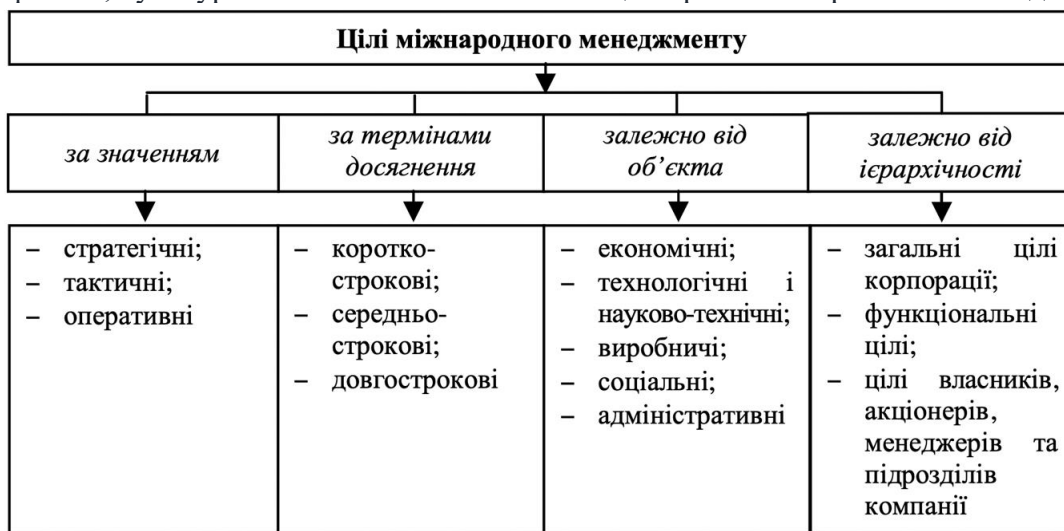 Цілі міжнародного менеджменту
за значенням
за термінами
досягнення
залежно від
об’єкта
залежно від
ієрархічності
– стратегічні;
– тактичні;
– оперативні
– коротко-
строкові;
– середньо-
строкові;
– довгострокові
– економічні;
– технологічні і
науково-технічні;
– виробничі;
– соціальні;
– адміністративні
– загальні цілі
корпорації;
– функціональні
цілі;
– цілі власників,
акціонерів,
менеджерів та
підрозділів
компанії